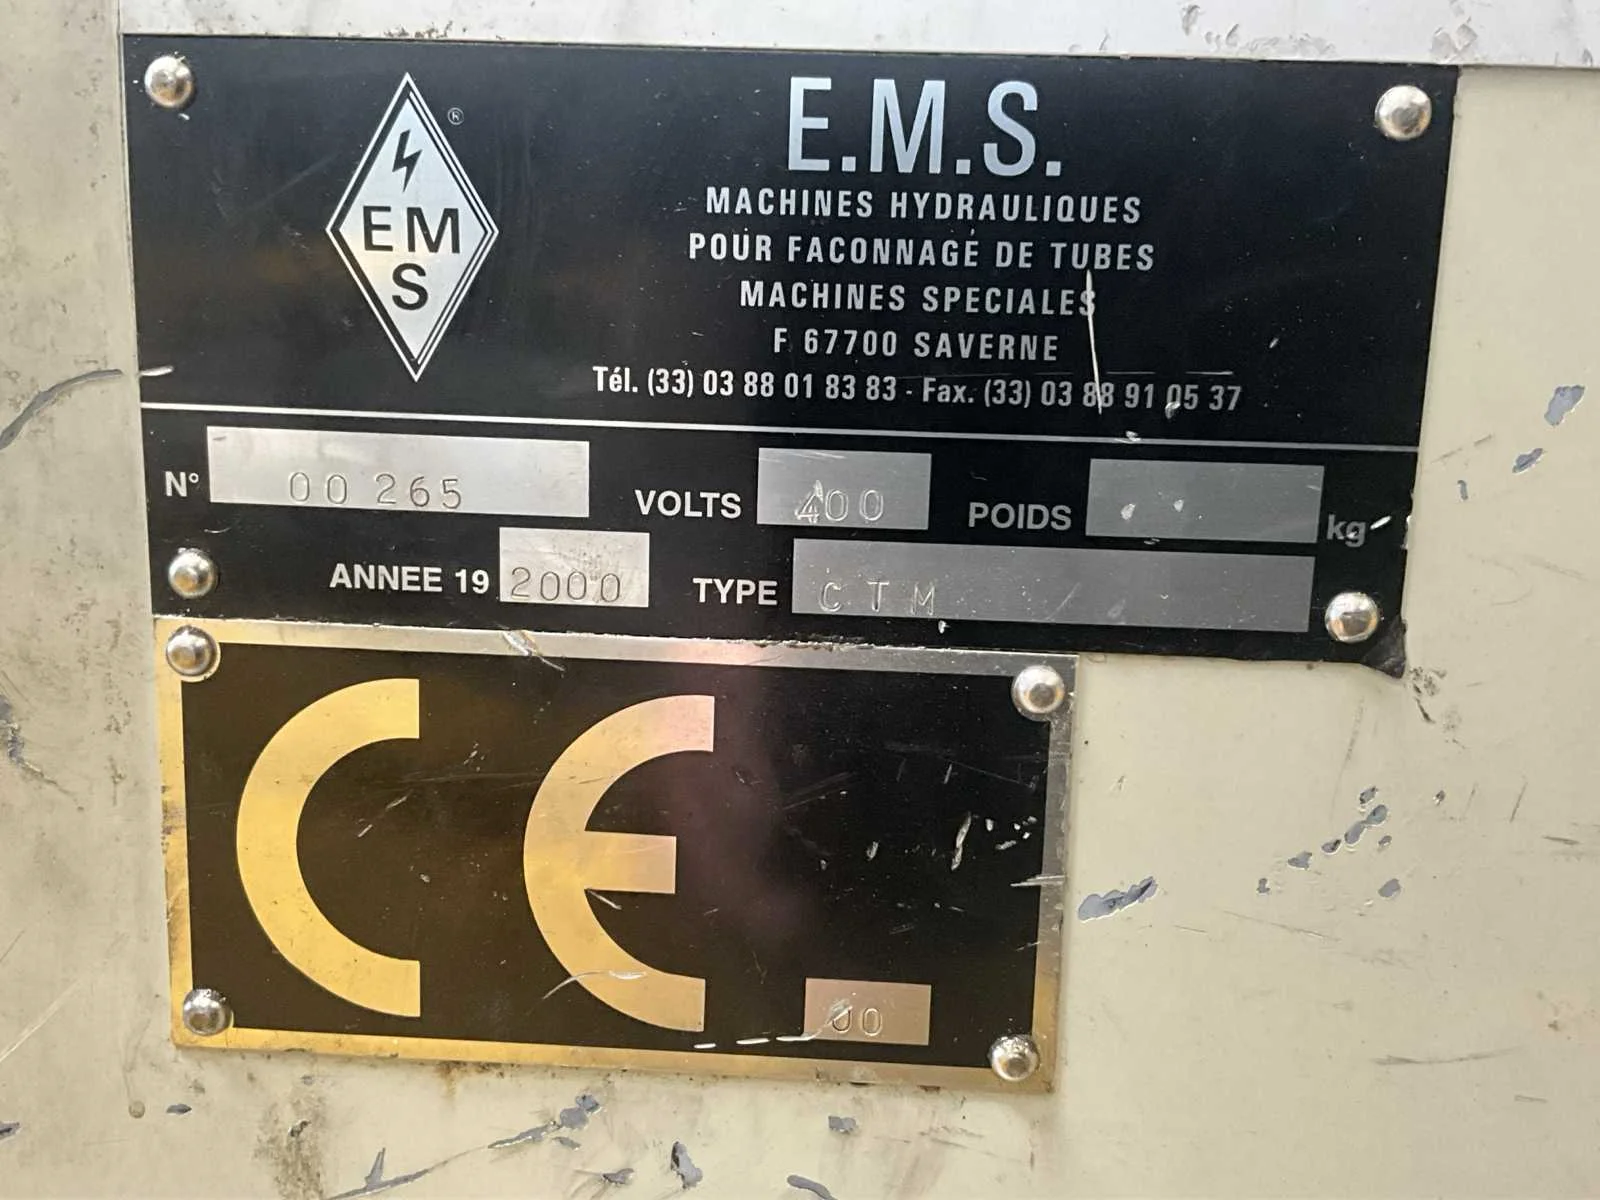 E.M.S.
MACHINES HYDRAULIQUES
POUR FACONNAGE DE TUBES
MACHINES SPECIALES
F 67700 SAVERNE
Tél. (33) 03 88 01 83 83 - Fax. (33) 03 88 91 05 37
®
EM
S
N° 00 265 VOLTS 400 POIDS kg
ANNEE 19 2000 TYPE CTM
CE
00